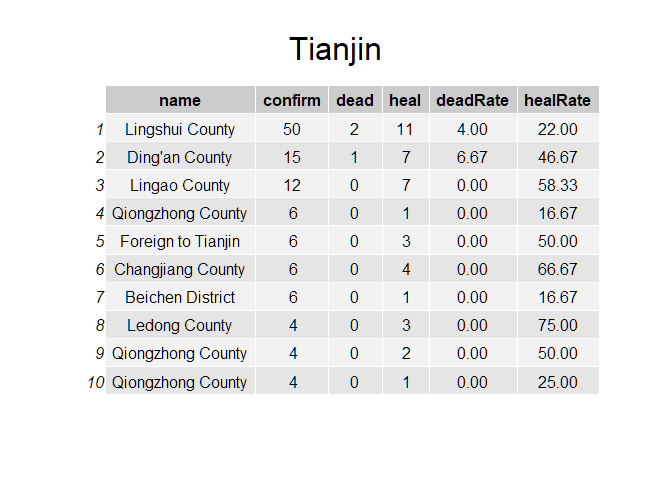 Tianjin
name confirm dead heal deadRate healRate
1 Lingshui County 50 2 11 4.00 22.00
2 Ding'an County 15 1 7 6.67 46.67
3 Lingao County 12 0 7 0.00 58.33
4 Qiongzhong County 6 0 1 0.00 16.67
5 Foreign to Tianjin 6 0 3 0.00 50.00
6 Changjiang County 6 0 4 0.00 66.67
7 Beichen District 6 0 1 0.00 16.67
8 Ledong County 4 0 3 0.00 75.00
9 Qiongzhong County 4 0 2 0.00 50.00
10 Qiongzhong County 4 0 1 0.00 25.00